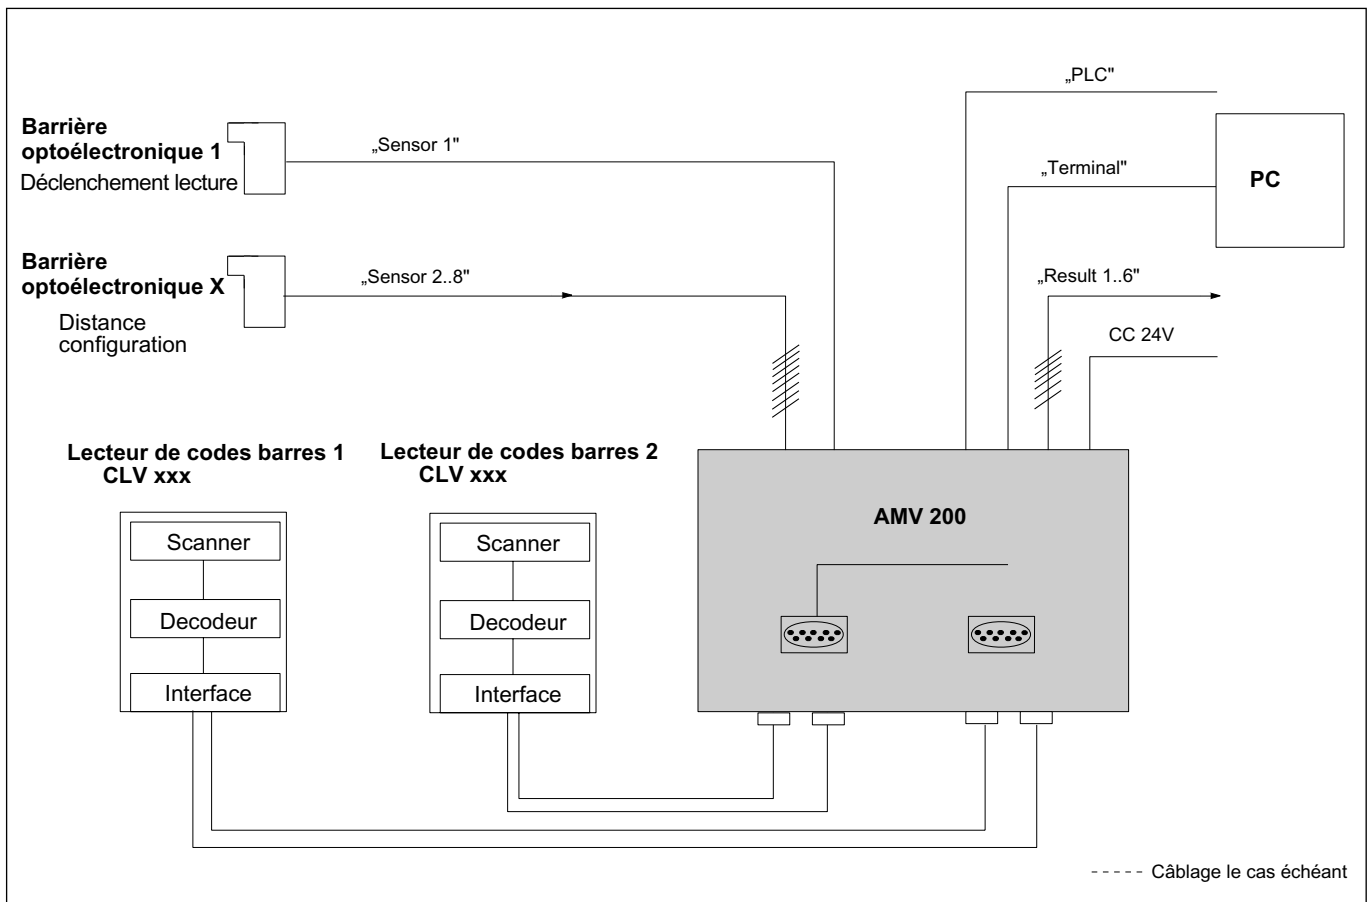 „PLC"
Barrière
optoélectronique 1
Déclenchement lecture
„Sensor 1"
„Terminal"
PC
Barrière
optoélectronique X
Distance
configuration
„Sensor 2..8"
„Result 1..6"
CC 24V
Lecteur de codes barres 1
CLV xxx
Lecteur de codes barres 2
CLV xxx
AMV 200
Scanner
Decodeur
Interface
Scanner
Decodeur
Interface
Câblage le cas échéant